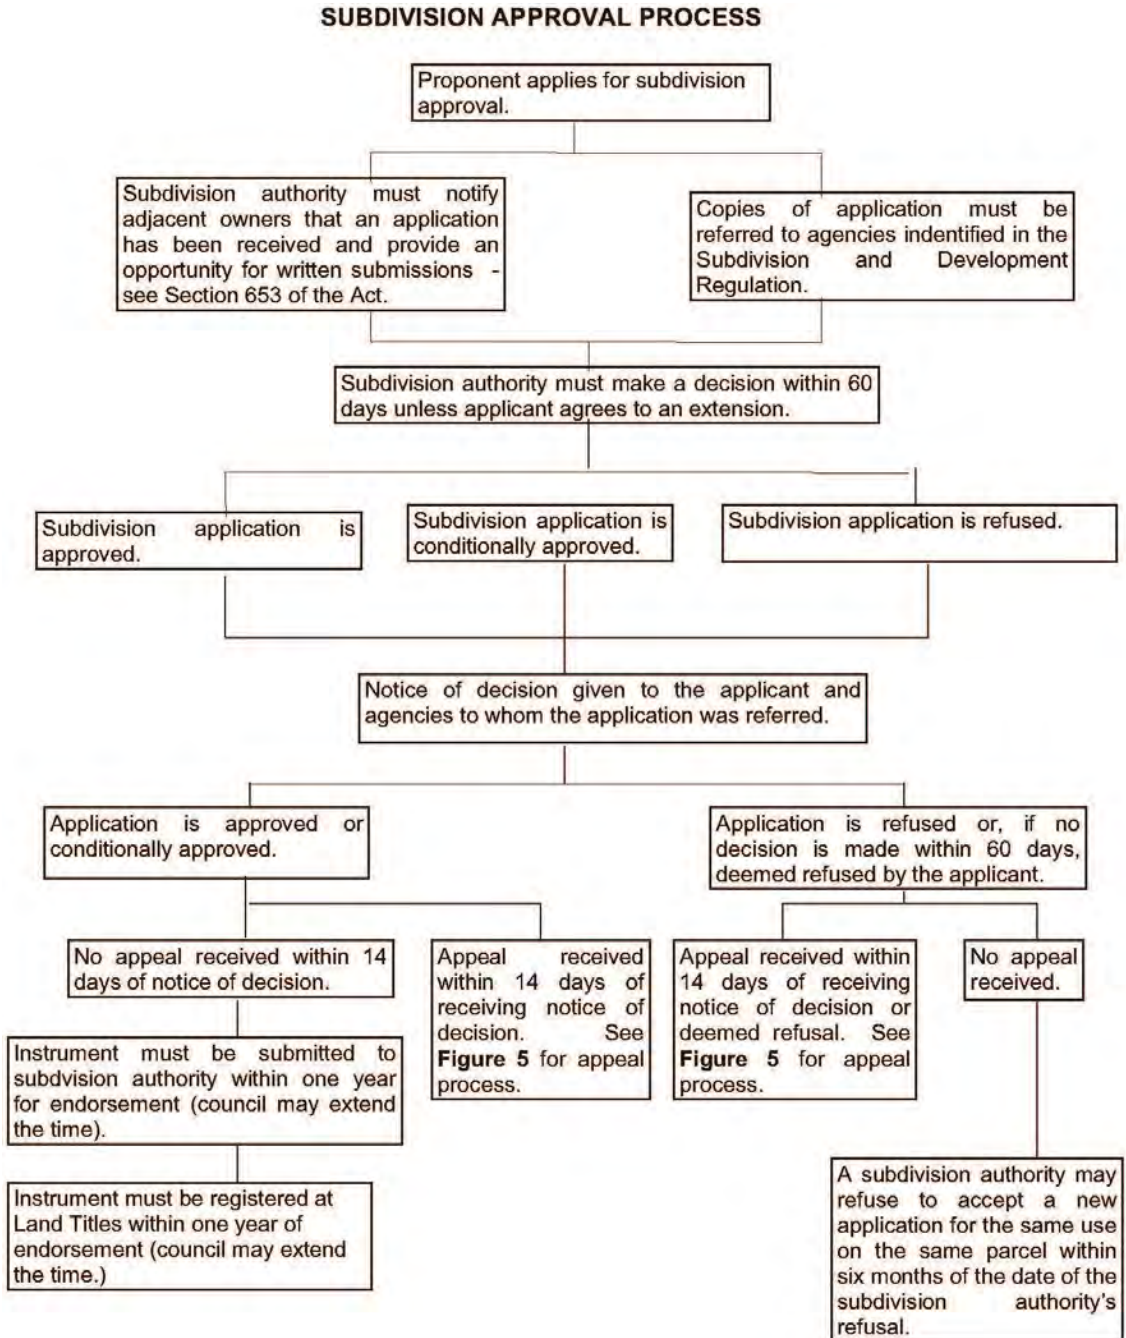 SUBDIVISION APPROVAL PROCESS
Proponent applies for subdivision
approval.
Subdivision authority must notify
adjacent owners that an application
has been received and provide an
opportunity for written submissions -
see Section 653 of the Act.
Copies of application must be
referred to agencies indentified in the
Subdivision and Development
Regulation.
Subdivision authority must make a decision within 60
days unless applicant agrees to an extension.
Subdivision application is
approved.
Subdivision application is
conditionally approved.
Subdivision application is refused.
Notice of decision given to the applicant and
agencies to whom the application was referred.
Application is approved or
conditionally approved.
Application is refused or, if no
decision is made within 60 days,
deemed refused by the applicant.
No appeal received within 14
days of notice of decision.
Appeal received
within 14 days of
receiving notice of
decision. See
Figure 5 for appeal
process.
Appeal received within
14 days of receiving
notice of decision or
deemed refusal. See
Figure 5 for appeal
process.
No appeal
received.
Instrument must be submitted to
subdvision authority within one year
for endorsement (council may extend
the time).
Instrument must be registered at
Land Titles within one year of
endorsement (council may extend
the time.)
A subdivision authority may
refuse to accept a new
application for the same use
on the same parcel within
six months of the date of the
subdivision authority's
refusal.